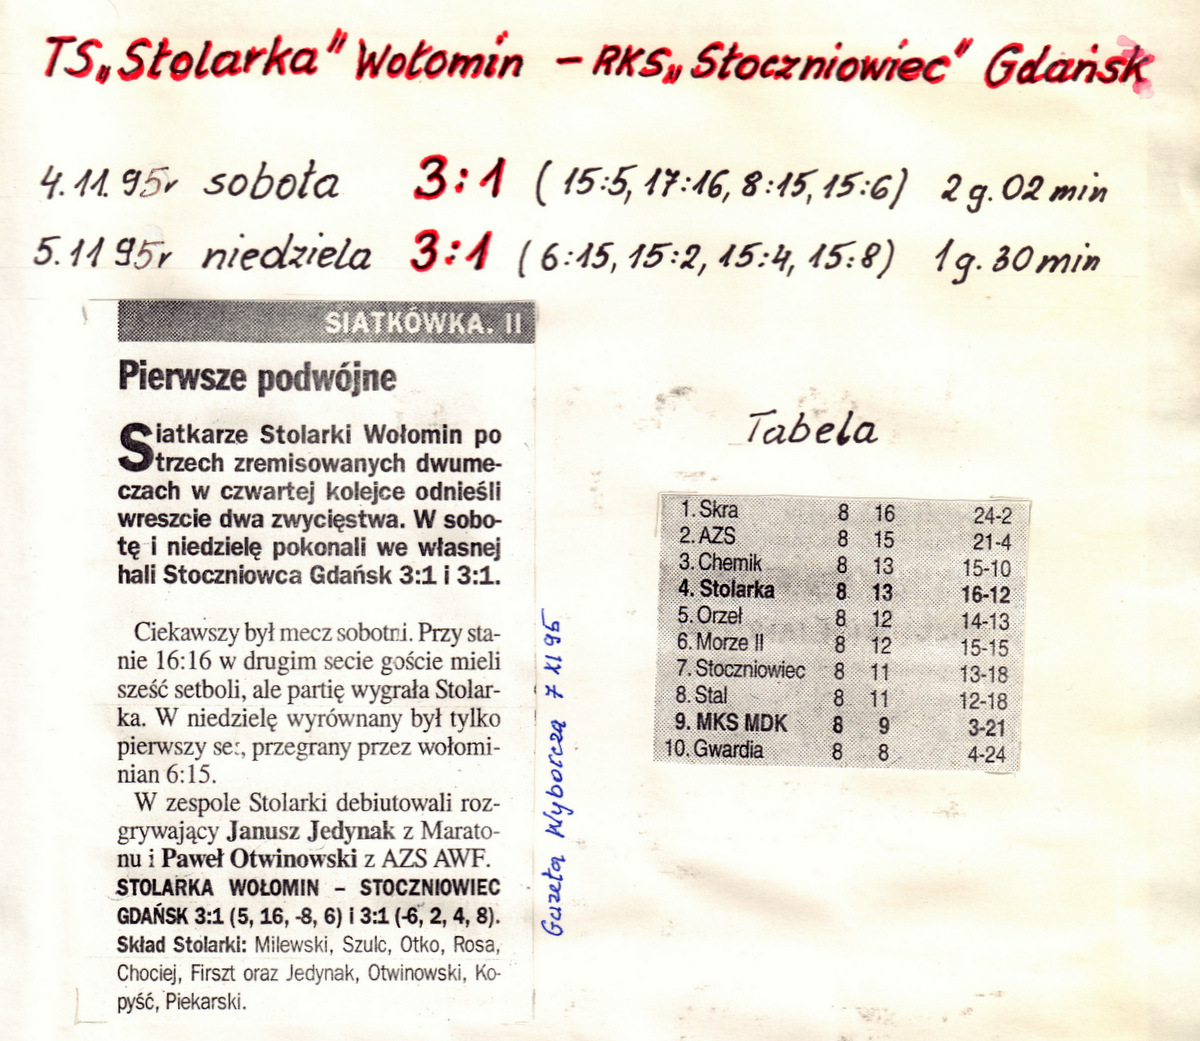 TS „Stolarka" Wołomin – RKS „Stoczniowiec" Gdańsk
4.11.95r sobota 3:1 (15:5, 17:16, 8:15, 15:6) 2 g. 02 min
5.11 95r niedziela 3:1 (6:15, 15:2, 15:4, 15:8) 1 g. 30 min
SIATKÓWKA. II
Pierwsze podwójne
Siatkarze Stolarki Wołomin po
trzech zremisowanych dwume-
czach w czwartej kolejce odnieśli
wreszcie dwa zwycięstwa. W sobo-
tę i niedzielę pokonali we własnej
hali Stoczniowca Gdańsk 3:1 i 3:1.
Ciekawszy był mecz sobotni. Przy sta-
nie 16:16 w drugim secie goście mieli
sześć setboli, ale partię wygrała Stolar-
ka. W niedzielę wyrównany był tylko
pierwszy set, przegrany przez wołomi-
nian 6:15.
W zespole Stolarki debiutowali roz-
grywający Janusz Jedynak z Marato-
nu i Paweł Otwinowski z AZS AWF.
STOLARKA WOŁOMIN – STOCZNIOWIEC
GDAŃSK 3:1 (5, 16, -8, 6) i 3:1 (-6, 2, 4, 8).
Skład Stolarki: Milewski, Szulc, Otko, Rosa,
Chociej, Firszt oraz Jedynak, Otwinowski, Ko-
pyść, Piekarski.
Gazeta Wyborcza 7 XI 95
Tabela
1. Skra 8 16 24-2
2. AZS 8 15 21-4
3. Chemik 8 13 15-10
4. Stolarka 8 13 16-12
5. Orzeł 8 12 14-13
6. Morze II 8 12 15-15
7. Stoczniowiec 8 11 13-18
8. Stal 8 11 12-18
9. MKS MDK 8 9 3-21
10. Gwardia 8 8 4-24